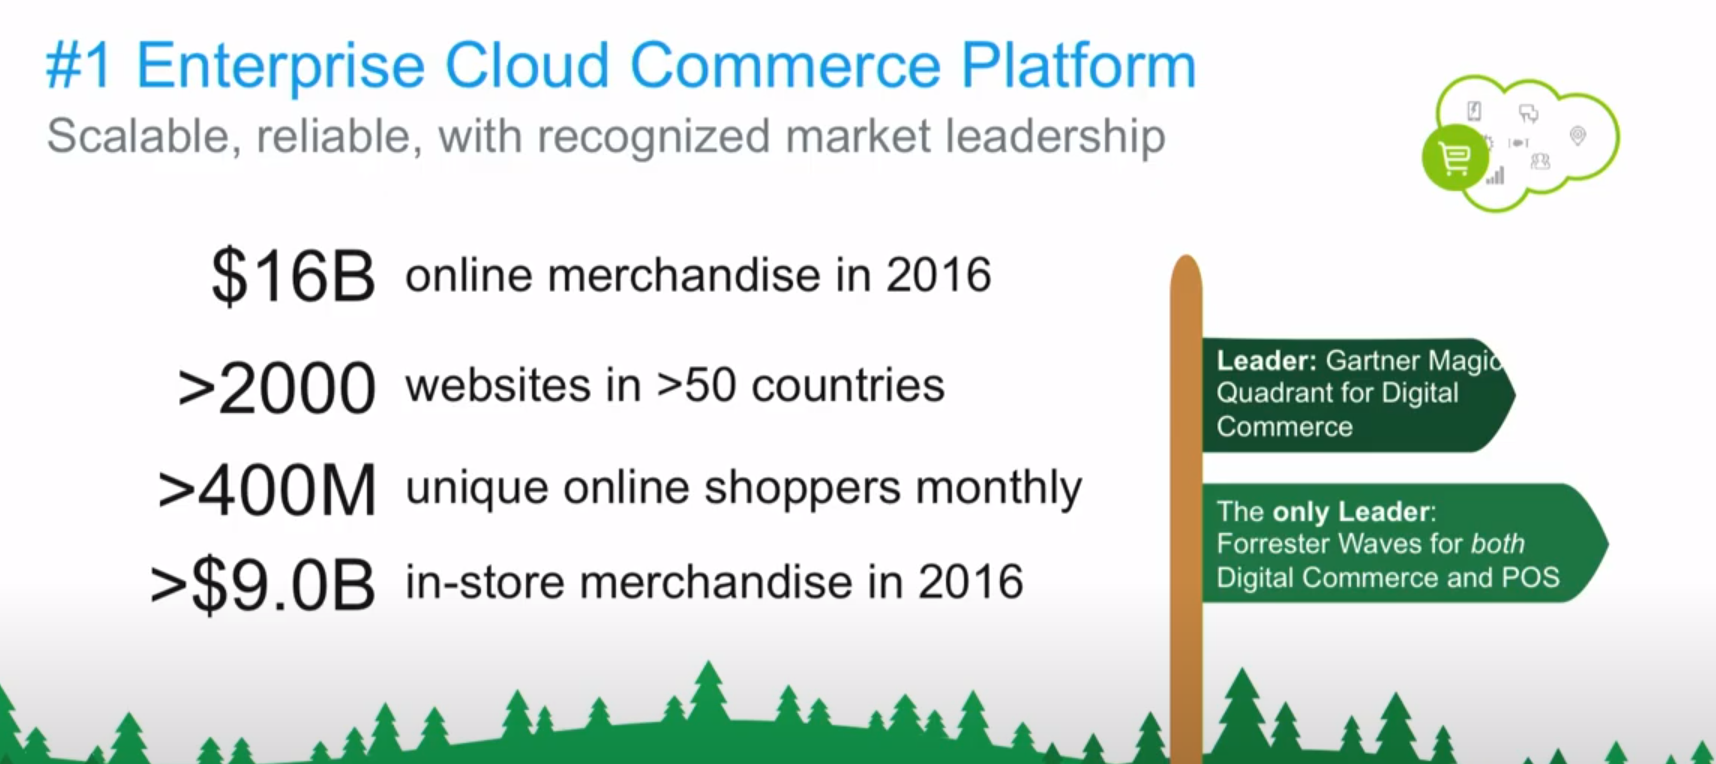 #1 Enterprise Cloud Commerce Platform
Scalable, reliable, with recognized market leadership
$16B online merchandise in 2016
>2000 websites in >50 countries
>400M unique online shoppers monthly
>$9.0B in-store merchandise in 2016
Leader: Gartner Magic
Quadrant for Digital
Commerce
The only Leader:
Forrester Waves for both
Digital Commerce and POS